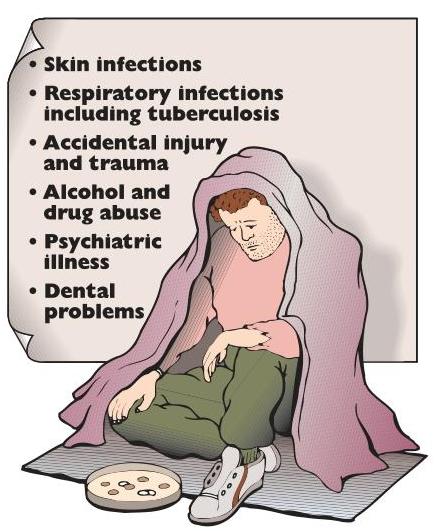 • Skin infections
• Respiratory infections
including tuberculosis
• Accidental injury
and trauma
• Alcohol and
drug abuse
• Psychiatric
illness
• Dental
problems